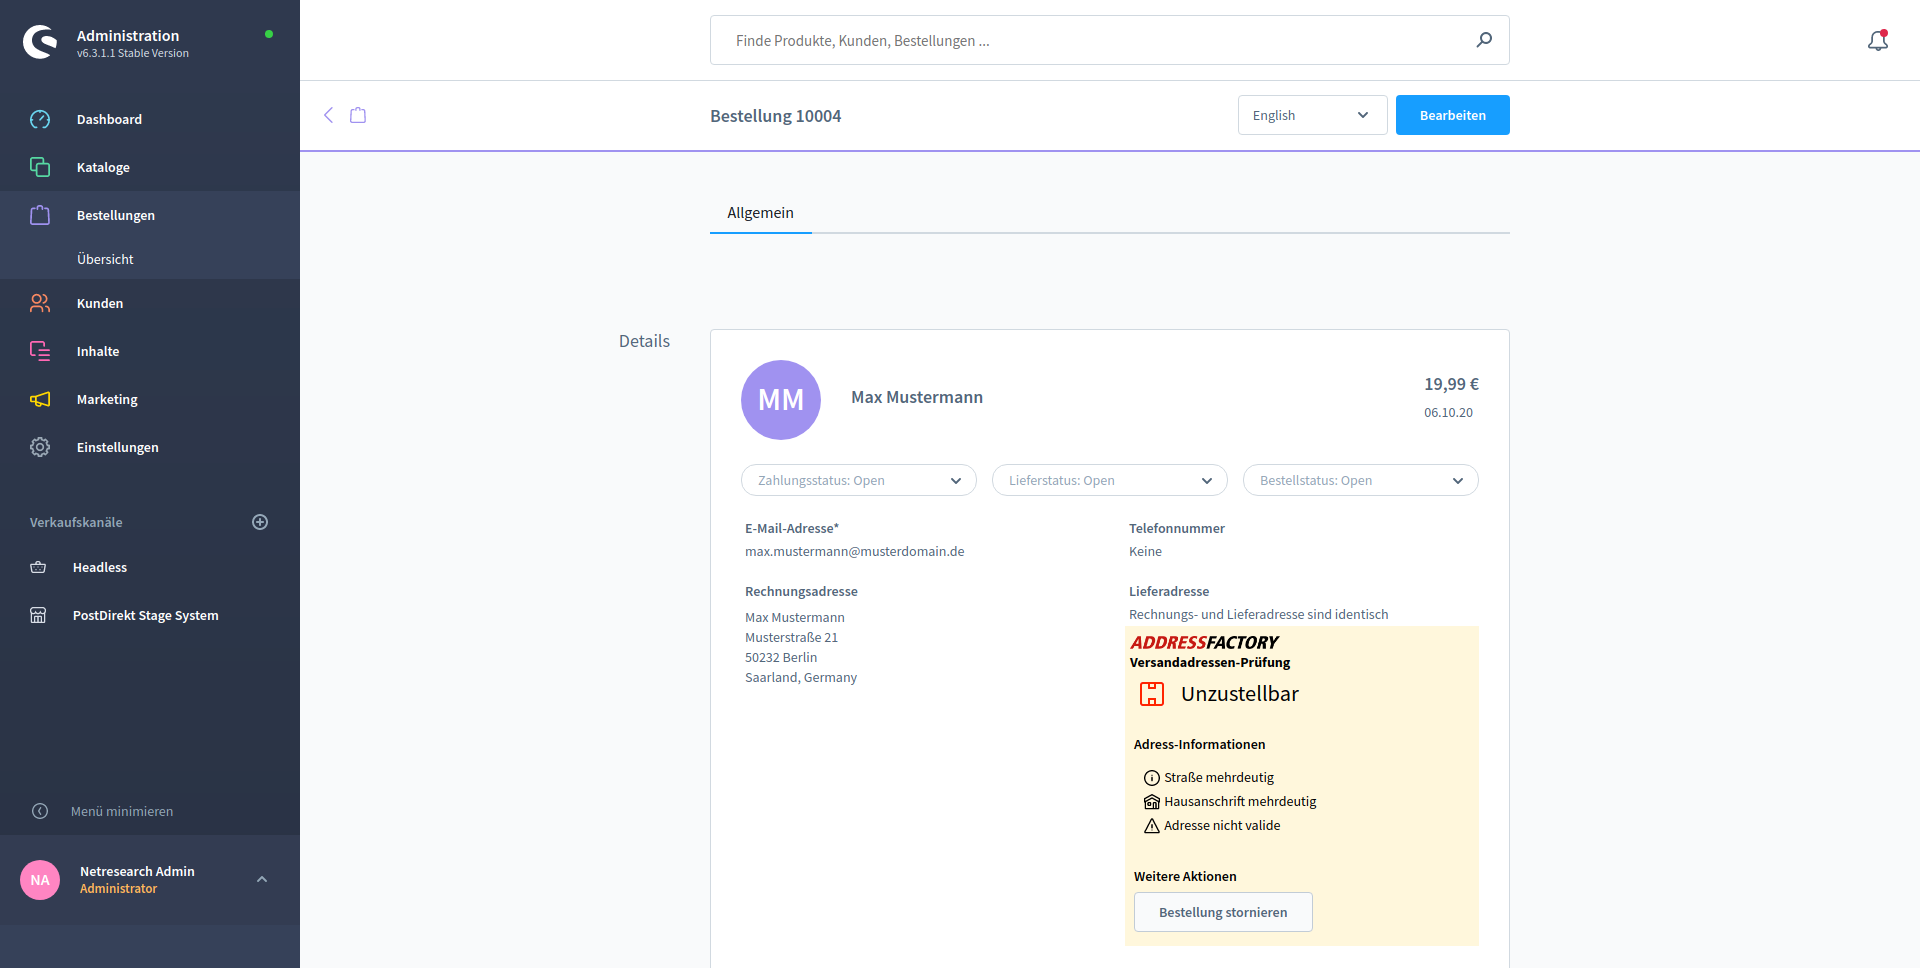 Administration
v6.3.1.1 Stable Version
Dashboard
Kataloge
Bestellungen
Übersicht
Kunden
Inhalte
Marketing
Einstellungen
Verkaufskanäle
Headless
PostDirekt Stage System
Menü minimieren
NA
Netresearch Admin
Administrator
Finde Produkte, Kunden, Bestellungen ...
Bestellung 10004
English
Bearbeiten
Allgemein
Details
MM
Max Mustermann
19,99 €
06.10.20
Zahlungsstatus: Open
Lieferstatus: Open
Bestellstatus: Open
E-Mail-Adresse*
max.mustermann@musterdomain.de
Telefonnummer
Keine
Rechnungsadresse
Max Mustermann
Musterstraße 21
50232 Berlin
Saarland, Germany
Lieferadresse
Rechnungs- und Lieferadresse sind identisch
ADDRESSFACTORY
Versandadressen-Prüfung
Unzustellbar
Adress-Informationen
Straße mehrdeutig
Hausanschrift mehrdeutig
Adresse nicht valide
Weitere Aktionen
Bestellung stornieren